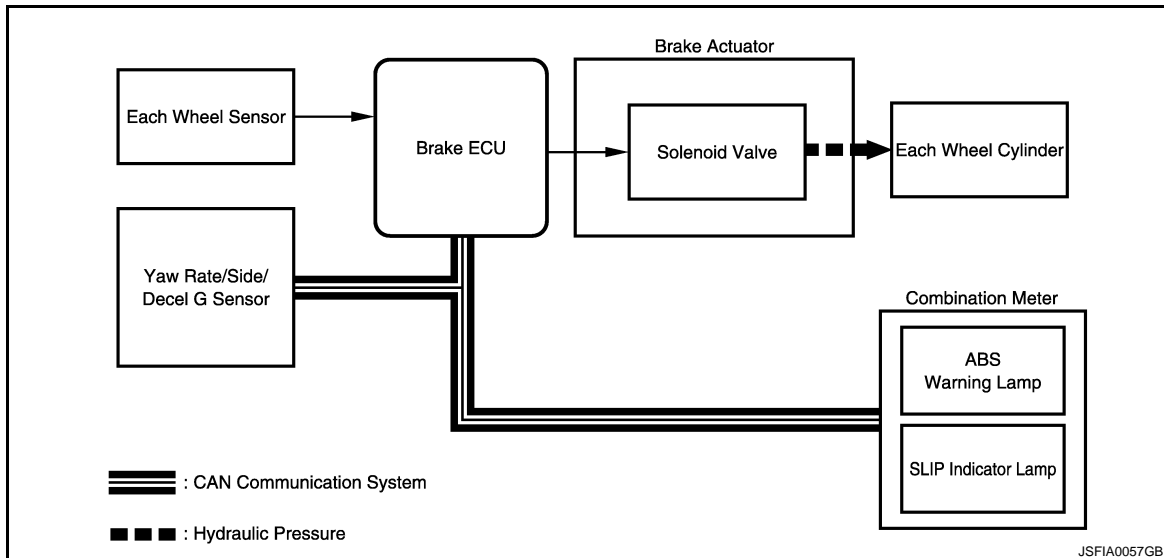 Brake Actuator
Each Wheel Sensor
Brake ECU
Solenoid Valve
Each Wheel Cylinder
Yaw Rate/Side/
Decel G Sensor
Combination Meter
ABS
Warning Lamp
SLIP Indicator Lamp
: CAN Communication System
: Hydraulic Pressure
JSFIA0057GB